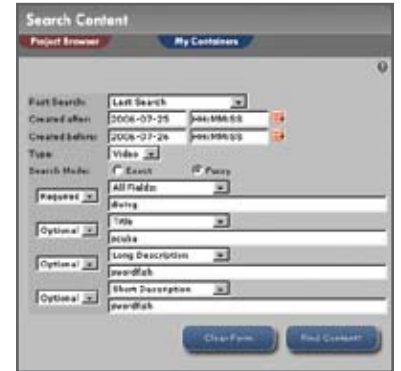 Search Content
Project Browser My Containers
Past Search: Last Search
Created after: 2006-07-25 HH:MM:SS
Created before: 2006-07-26 HH:MM:SS
Type: Video
Search Mode: Exact Fuzzy
Required All Fields:
diving
Optional Title
scuba
Optional Long Description
swordfish
Optional Short Description
swordfish
Clear Form Find Content!